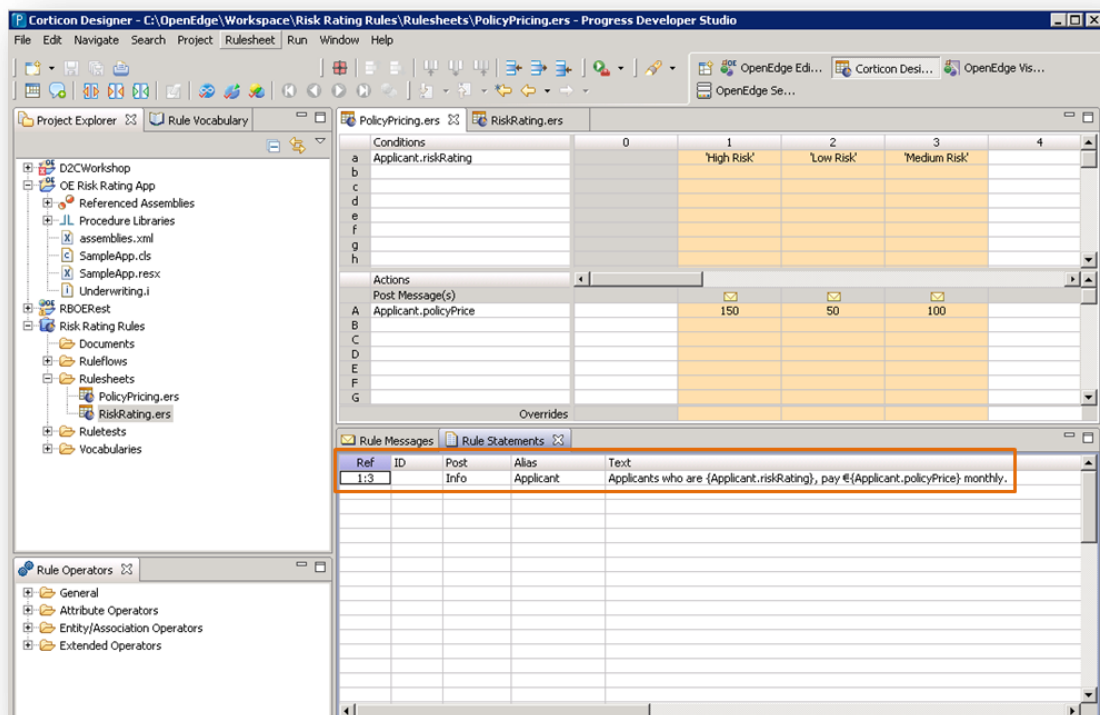 Corticon Designer - C:\OpenEdge\Workspace\Risk Rating Rules\Rulesheets\PolicyPricing.ers - Progress Developer Studio
File Edit Navigate Search Project Rulesheet Run Window Help
OpenEdge Edi... Corticon Desi... OpenEdge Vis...
OpenEdge Se...
Project Explorer Rule Vocabulary
D2CWorkshop
OE Risk Rating App
Referenced Assemblies
Procedure Libraries
assemblies.xml
SampleApp.cls
SampleApp.resx
Underwriting.i
RBOERest
Risk Rating Rules
Documents
Ruleflows
Rulesheets
PolicyPricing.ers
RiskRating.ers
Ruletests
Vocabularies
Rule Operators
General
Attribute Operators
Entity/Association Operators
Extended Operators
PolicyPricing.ers RiskRating.ers
Conditions 0 1 2 3 4
a Applicant.riskRating 'High Risk' 'Low Risk' 'Medium Risk'
b
c
d
e
f
g
h
Actions
Post Message(s)
A Applicant.policyPrice 150 50 100
B
C
D
E
F
G
Overrides
Rule Messages Rule Statements
Ref ID Post Alias Text
1:3 Info Applicant Applicants who are {Applicant.riskRating}, pay €{Applicant.policyPrice} monthly.